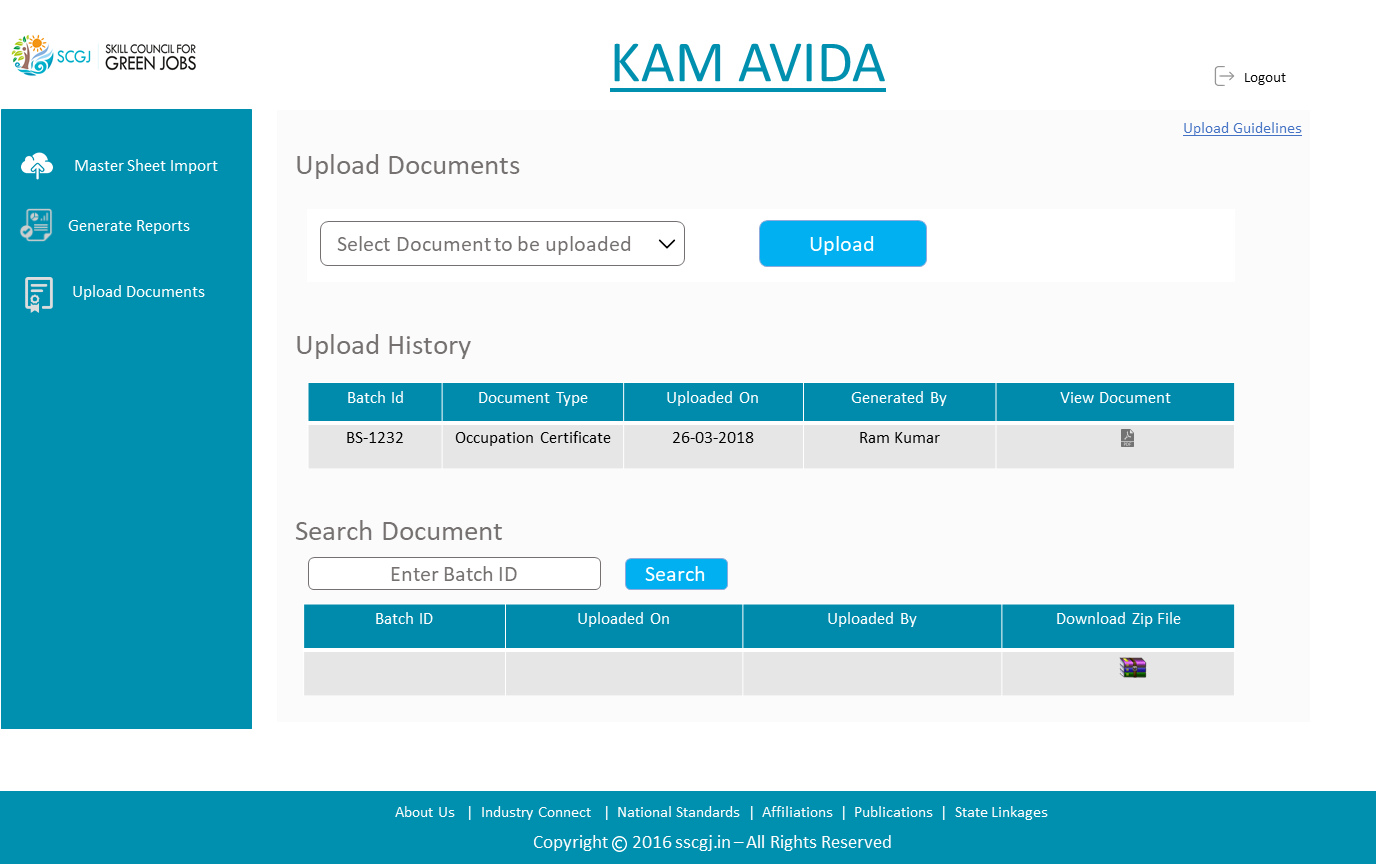 SCGJ
SKILL COUNCIL FOR
GREEN JOBS
KAM AVIDA
Logout
Upload Guidelines
Master Sheet Import
Generate Reports
Upload Documents
Upload Documents
Select Document to be uploaded
Upload
Upload History
Batch Id Document Type Uploaded On Generated By View Document
BS-1232 Occupation Certificate 26-03-2018 Ram Kumar
PDF
Search Document
Enter Batch ID Search
Batch ID Uploaded On Uploaded By Download Zip File
About Us | Industry Connect | National Standards | Affiliations | Publications | State Linkages
Copyright © 2016 sscgj.in – All Rights Reserved